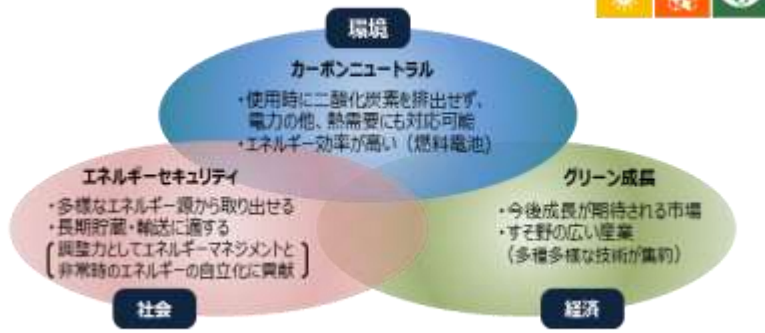 環境
カーボンニュートラル
・使用時に二酸化炭素を排出せず、
電力の他、熱需要にも対応可能
・エネルギー効率が高い（燃料電池）
エネルギーセキュリティ
・多様なエネルギー源から取り出せる
・長期貯蔵・輸送に適する
調整力としてエネルギーマネジメントと
非常時のエネルギーの自立化に貢献
社会
グリーン成長
・今後成長が期待される市場
・すそ野の広い産業
（多種多様な技術が集約）
経済